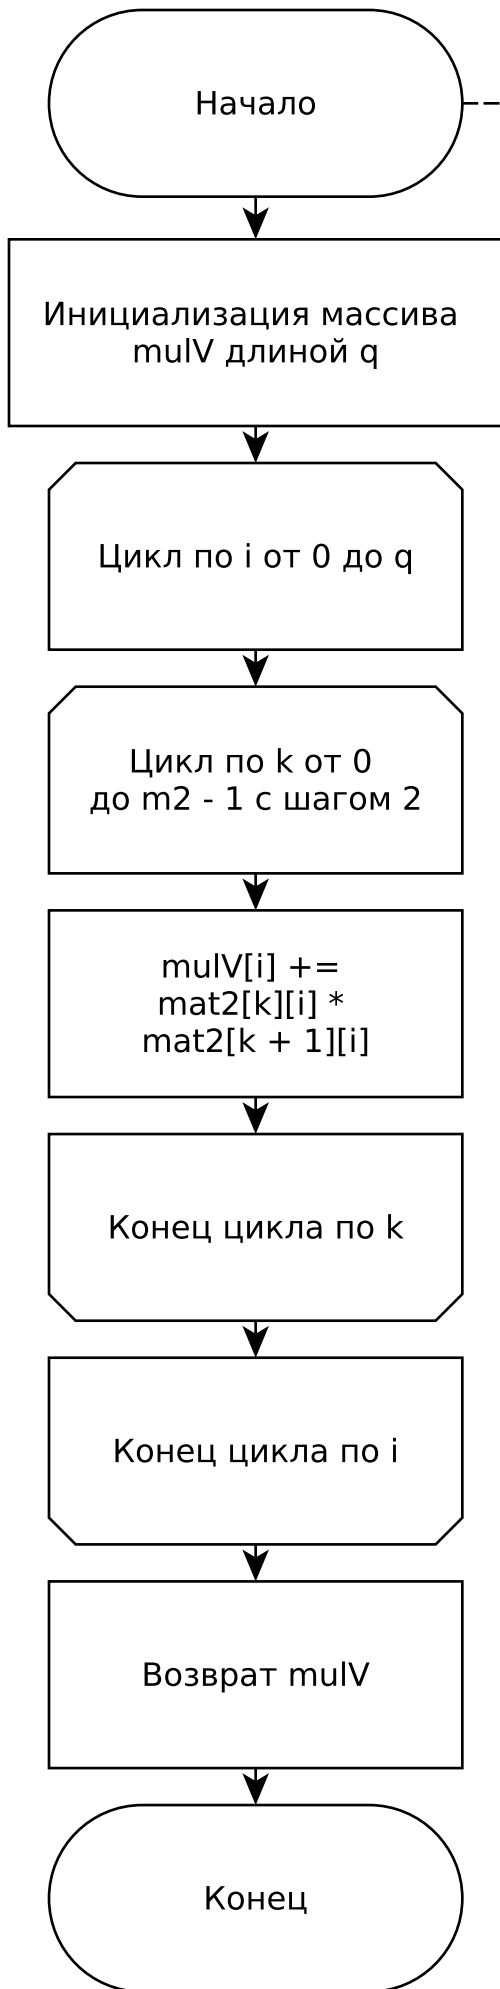 Начало
Инициализация массива
mulV длиной q
Цикл по i от 0 до q
Цикл по k от 0
до m2 - 1 с шагом 2
mulV[i] +=
mat2[k][i] *
mat2[k + 1][i]
Конец цикла по k
Конец цикла по i
Возврат mulV
Конец